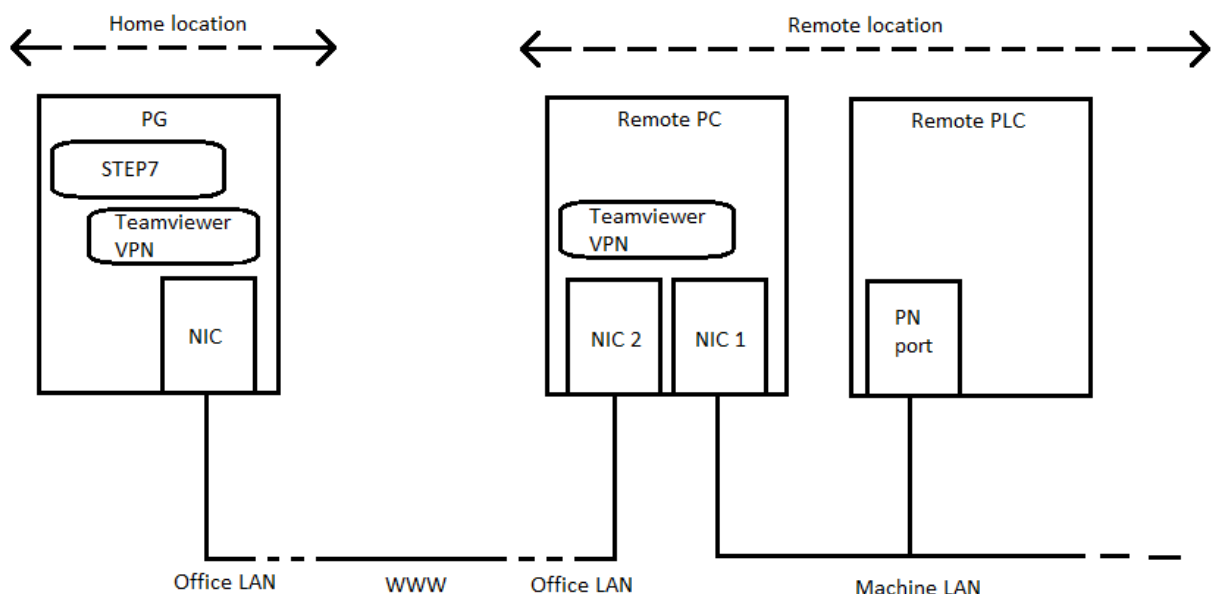 Home location
Remote location
PG
STEP7
Teamviewer
VPN
NIC
Remote PC
Teamviewer
VPN
NIC 2
NIC 1
Remote PLC
PN
port
Office LAN
WWW
Office LAN
Machine LAN